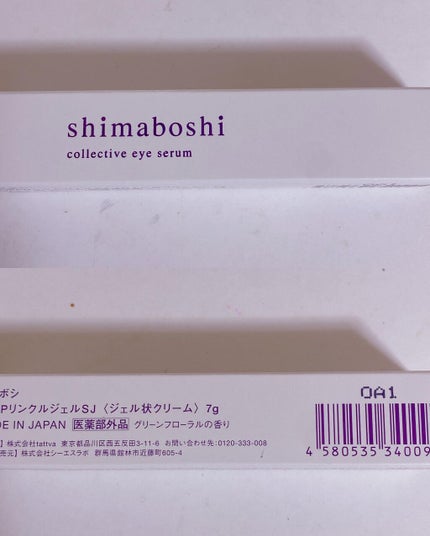 shimaboshi
collective eye serum
ボシ
PリンクルジェルSJ〈ジェル状クリーム〉7g
E IN JAPAN 医薬部外品 グリーンフローラルの香り
】株式会社tattva 東京都品川区西五反田3-11-6 お問い合わせ先:0120-333-008
売元】株式会社シーエスラボ 群馬県館林市近藤町605-4
OA1
4 580535 34009